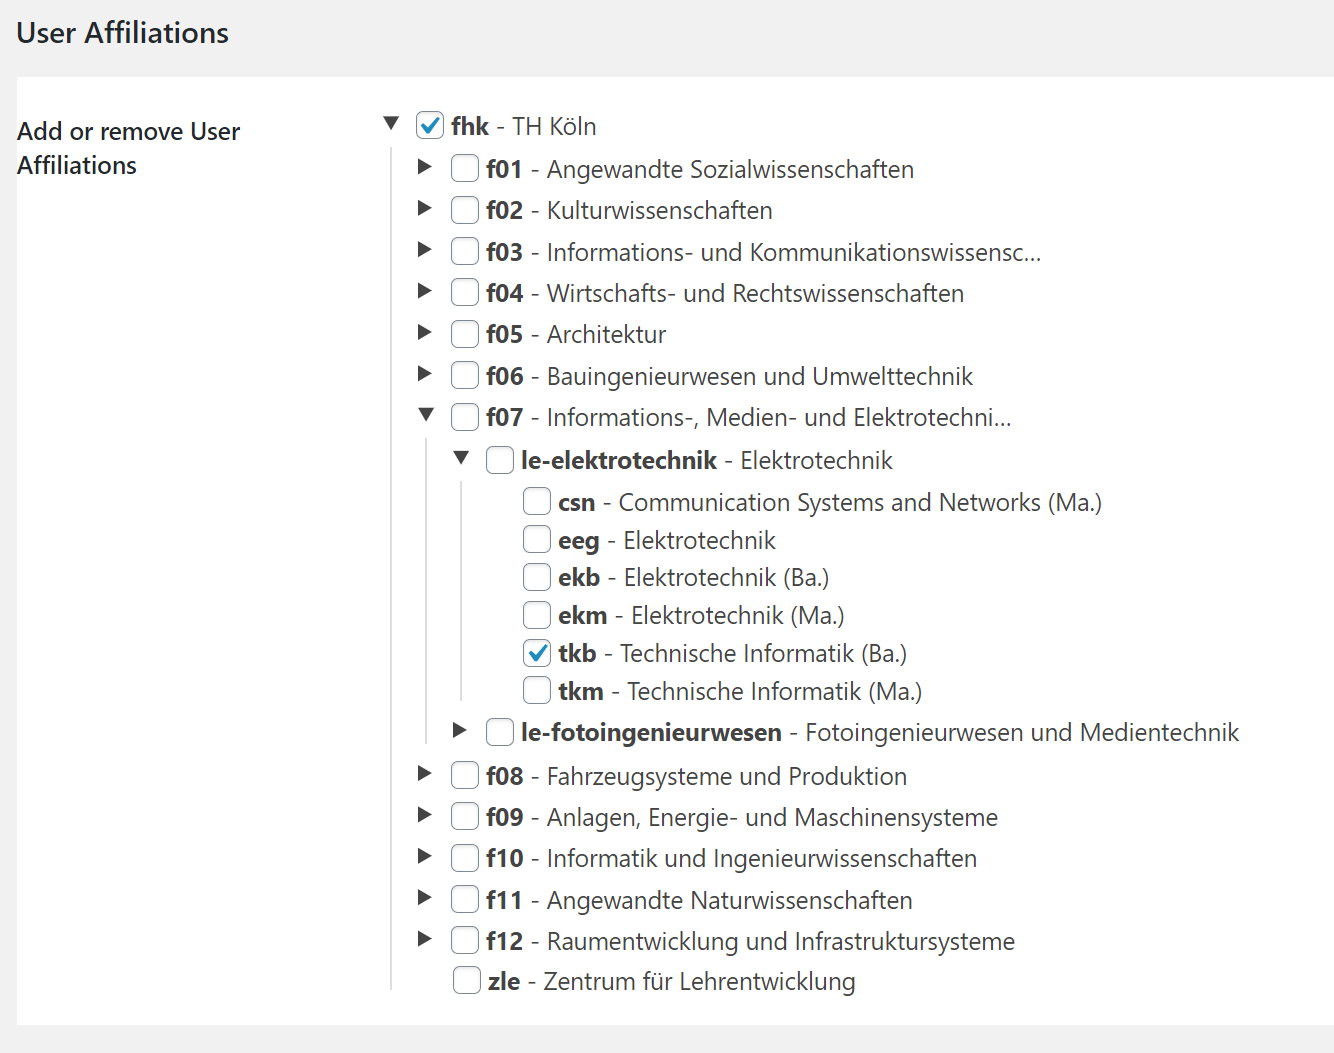 User Affiliations
Add or remove User
Affiliations
fhk - TH Köln
f01 - Angewandte Sozialwissenschaften
f02 - Kulturwissenschaften
f03 - Informations- und Kommunikationswissensc...
f04 - Wirtschafts- und Rechtswissenschaften
f05 - Architektur
f06 - Bauingenieurwesen und Umwelttechnik
f07 - Informations-, Medien- und Elektrotechni...
le-elektrotechnik - Elektrotechnik
csn - Communication Systems and Networks (Ma.)
eeg - Elektrotechnik
ekb - Elektrotechnik (Ba.)
ekm - Elektrotechnik (Ma.)
tkb - Technische Informatik (Ba.)
tkm - Technische Informatik (Ma.)
le-fotoingenieurwesen - Fotoingenieurwesen und Medientechnik
f08 - Fahrzeugsysteme und Produktion
f09 - Anlagen, Energie- und Maschinensysteme
f10 - Informatik und Ingenieurwissenschaften
f11 - Angewandte Naturwissenschaften
f12 - Raumentwicklung und Infrastruktursysteme
zle - Zentrum für Lehrentwicklung